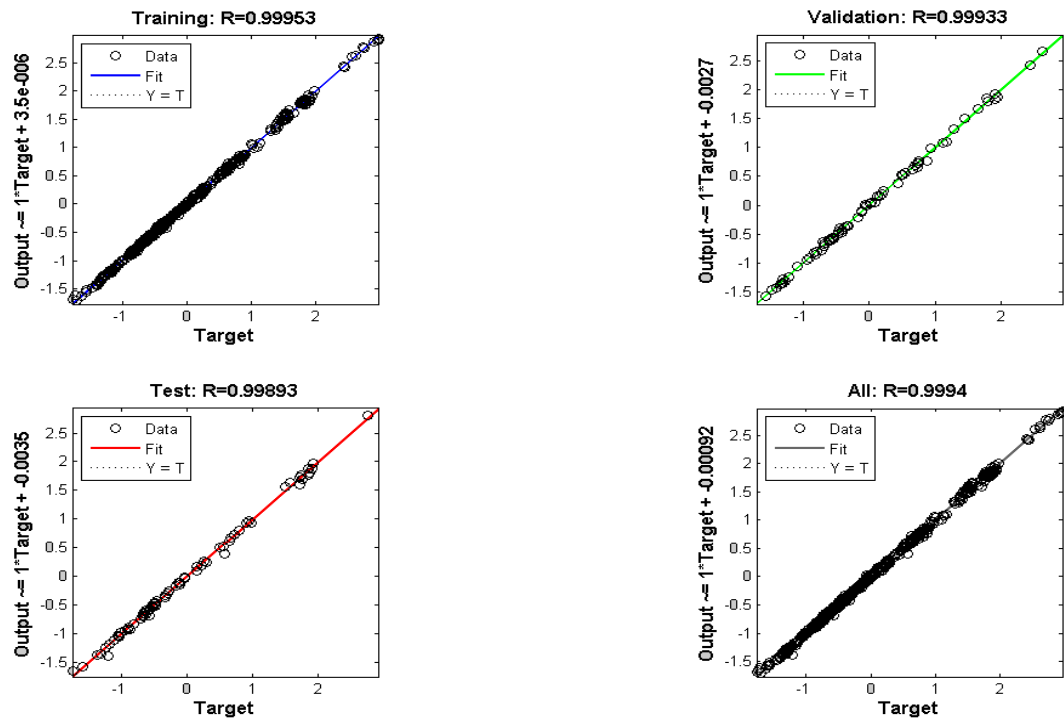 Training: R=0.99953
Output ~= 1*Target + 3.5e-006
2.5
2
1.5
1
0.5
0
-0.5
-1
-1.5
Data
Fit
Y = T
-1
0
1
2
Target
Validation: R=0.99933
Output ~= 1*Target + -0.0027
2.5
2
1.5
1
0.5
0
-0.5
-1
-1.5
Data
Fit
Y = T
-1
0
1
2
Target
Test: R=0.99893
Output ~= 1*Target + -0.0035
2.5
2
1.5
1
0.5
0
-0.5
-1
-1.5
Data
Fit
Y = T
-1
0
1
2
Target
All: R=0.9994
Output ~= 1*Target + -0.00092
2.5
2
1.5
1
0.5
0
-0.5
-1
-1.5
Data
Fit
Y = T
-1
0
1
2
Target